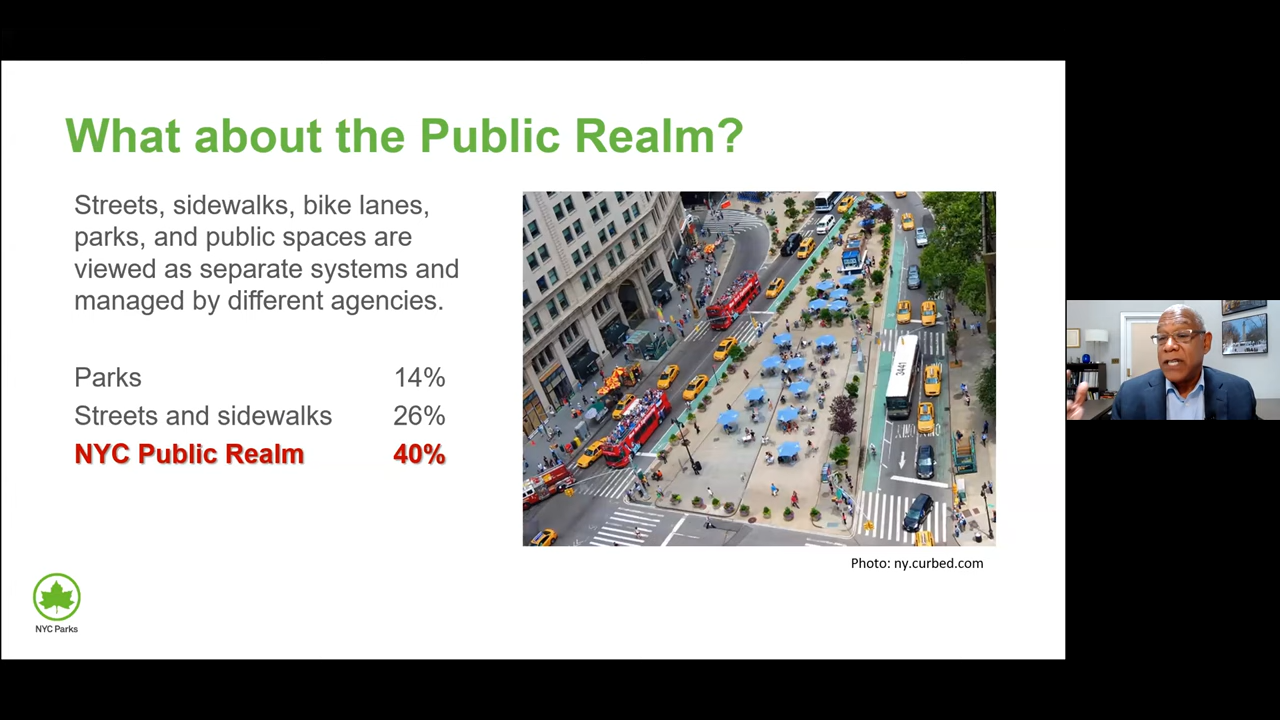 What about the Public Realm?
Streets, sidewalks, bike lanes,
parks, and public spaces are
viewed as separate systems and
managed by different agencies.
Parks 14%
Streets and sidewalks 26%
NYC Public Realm 40%
3441
Photo: ny.curbed.com
NYC Parks